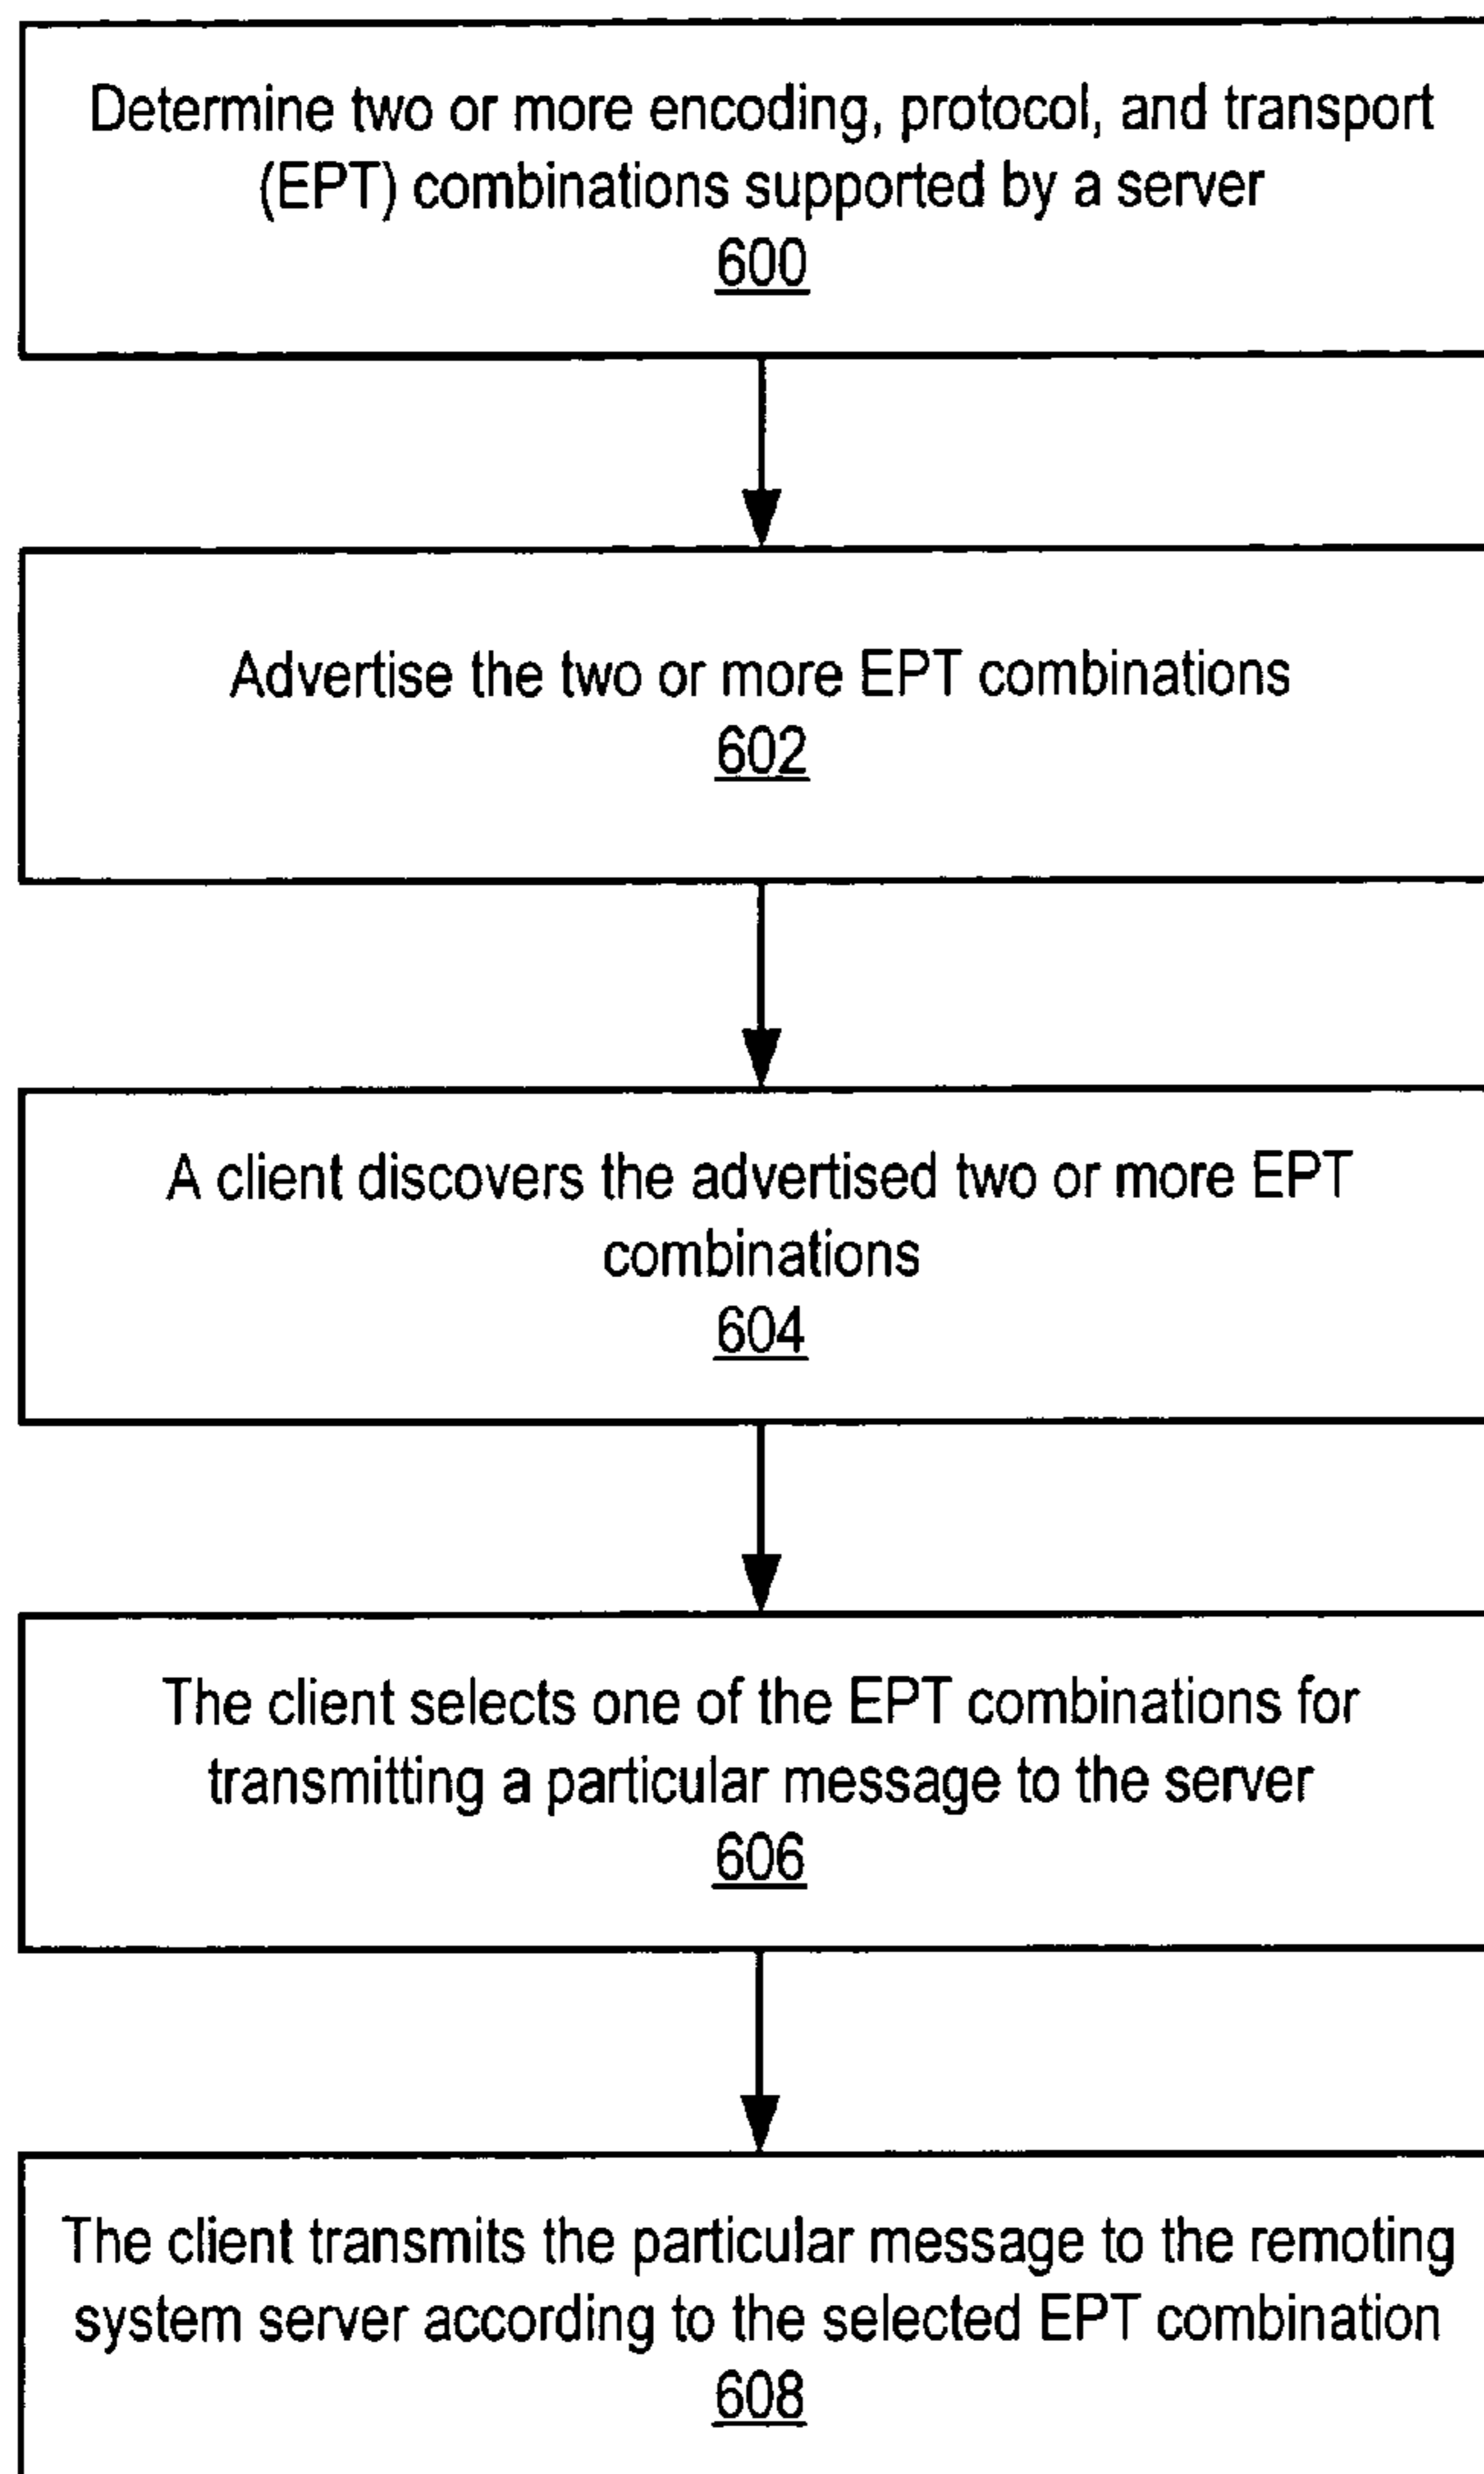 Determine two or more encoding, protocol, and transport
(EPT) combinations supported by a server
600
Advertise the two or more EPT combinations
602
A client discovers the advertised two or more EPT
combinations
604
The client selects one of the EPT combinations for
transmitting a particular message to the server
606
The client transmits the particular message to the remoting
system server according to the selected EPT combination
608